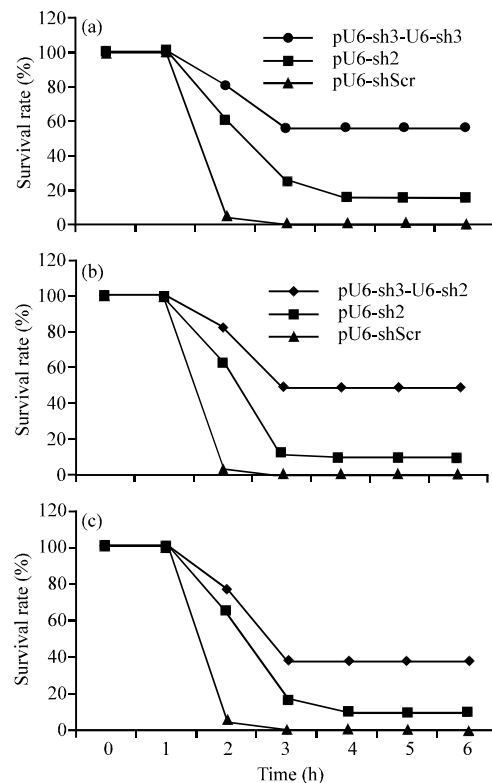 (a)
pU6-sh3-U6-sh3
pU6-sh2
pU6-shScr
Survival rate (%)
120
100
80
60
40
20
0
(b)
pU6-sh3-U6-sh2
pU6-sh2
pU6-shScr
Survival rate (%)
120
100
80
60
40
20
0
(c)
Survival rate (%)
120
100
80
60
40
20
0
0 1 2 3 4 5 6
Time (h)